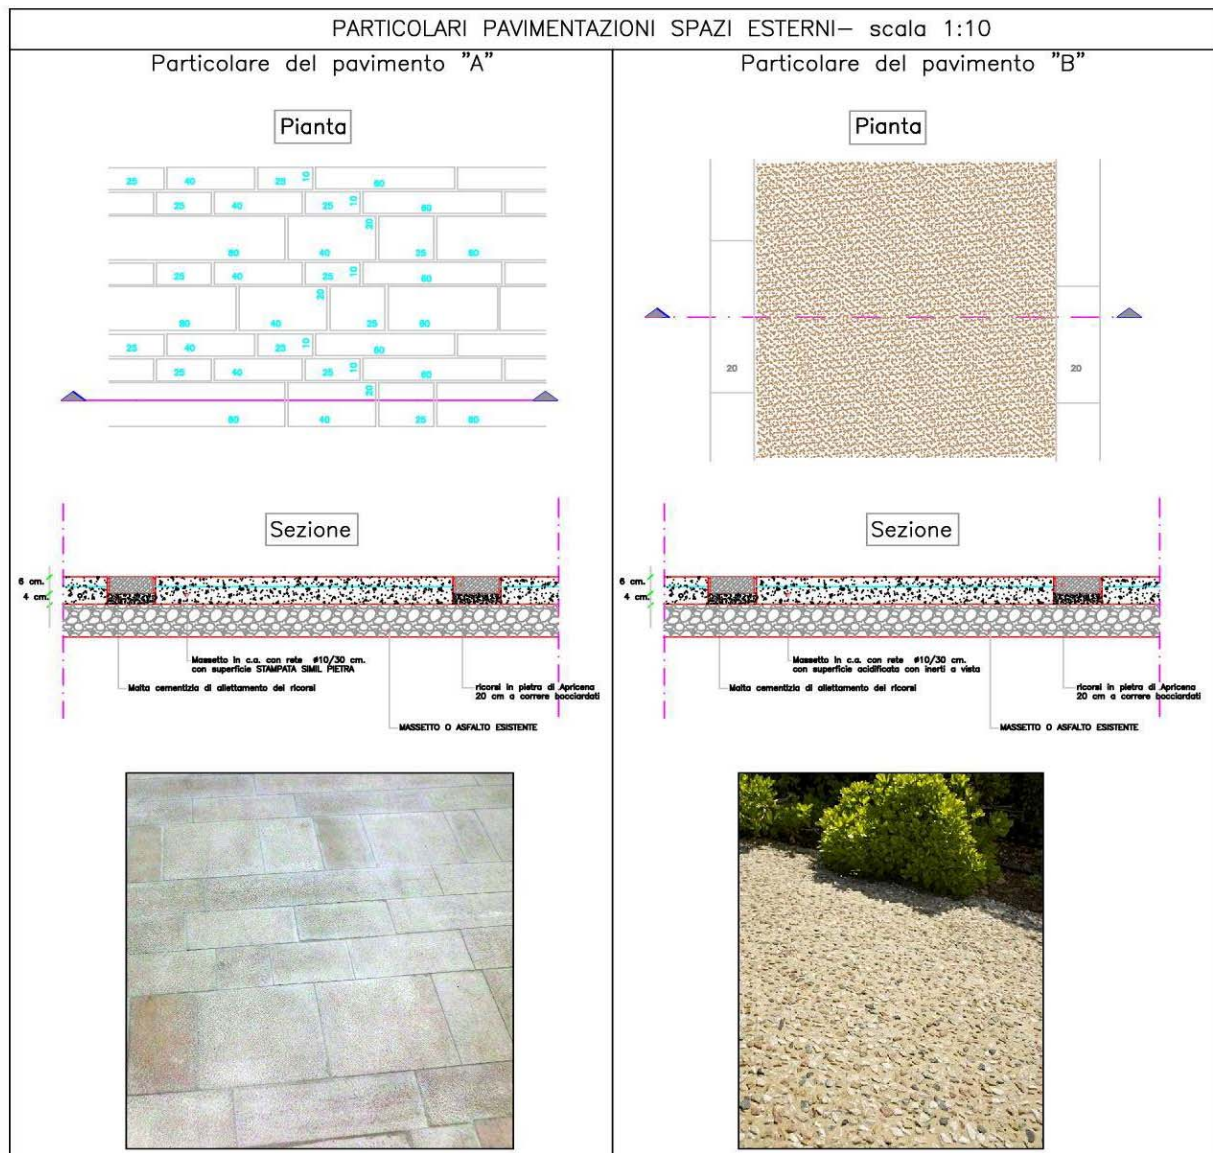 PARTICOLARI PAVIMENTAZIONI SPAZI ESTERNI– scala 1:10
Particolare del pavimento "A"
Pianta
25 40 25 10 60
25 40 25 10 60
60 40 20 25 60
25 40 25 10 60
60 40 20 25 60
25 40 25 10 60
25 40 25 10 60
60 40 20 25 60
Sezione
6 cm.
4 cm.
Massetto in c.a. con rete ø10/30 cm.
con superficie STAMPATA SIMIL PIETRA
Malta cementizia di allettamento dei ricorsi
ricorsi in pietra di Apricena
20 cm a correre bocciardati
MASSETTO O ASFALTO ESISTENTE
Particolare del pavimento "B"
Pianta
20 20
Sezione
6 cm.
4 cm.
Massetto in c.a. con rete ø10/30 cm.
con superficie acidificata con inerti a vista
Malta cementizia di allettamento dei ricorsi
ricorsi in pietra di Apricena
20 cm a correre bocciardati
MASSETTO O ASFALTO ESISTENTE